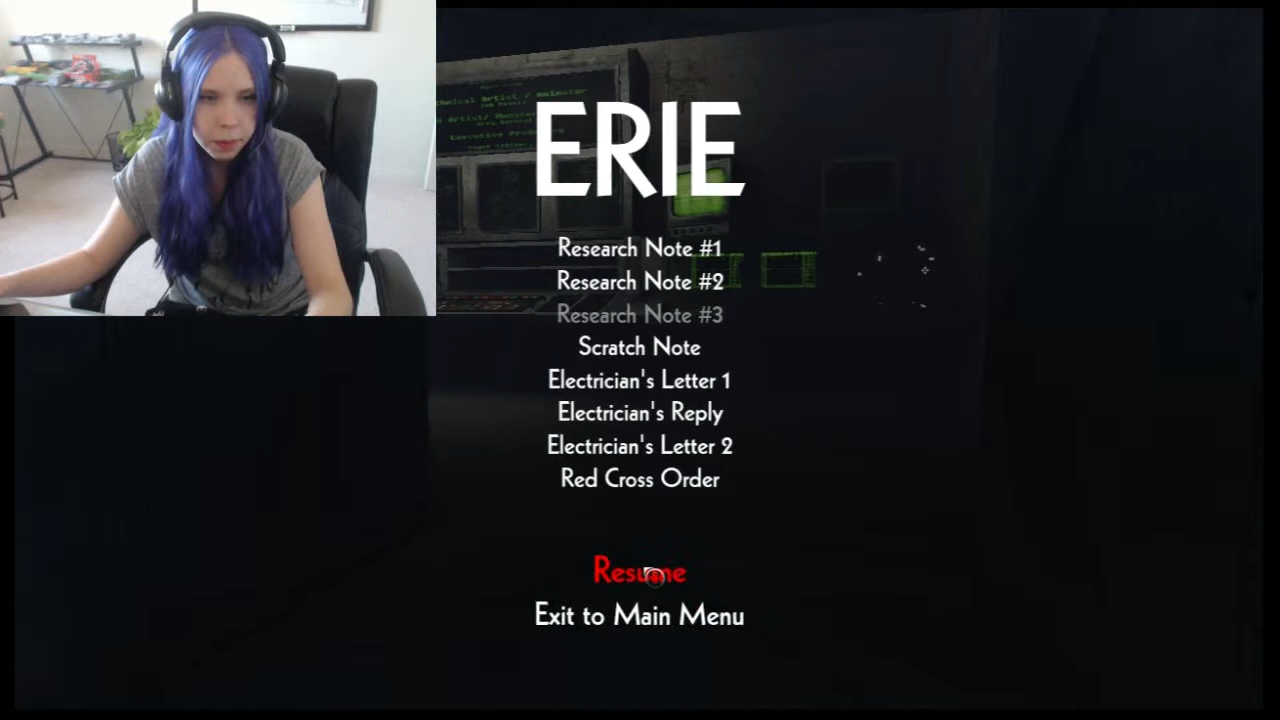 ERIE
Research Note #1
Research Note #2
Research Note #3
Scratch Note
Electrician's Letter 1
Electrician's Reply
Electrician's Letter 2
Red Cross Order
Resume
Exit to Main Menu